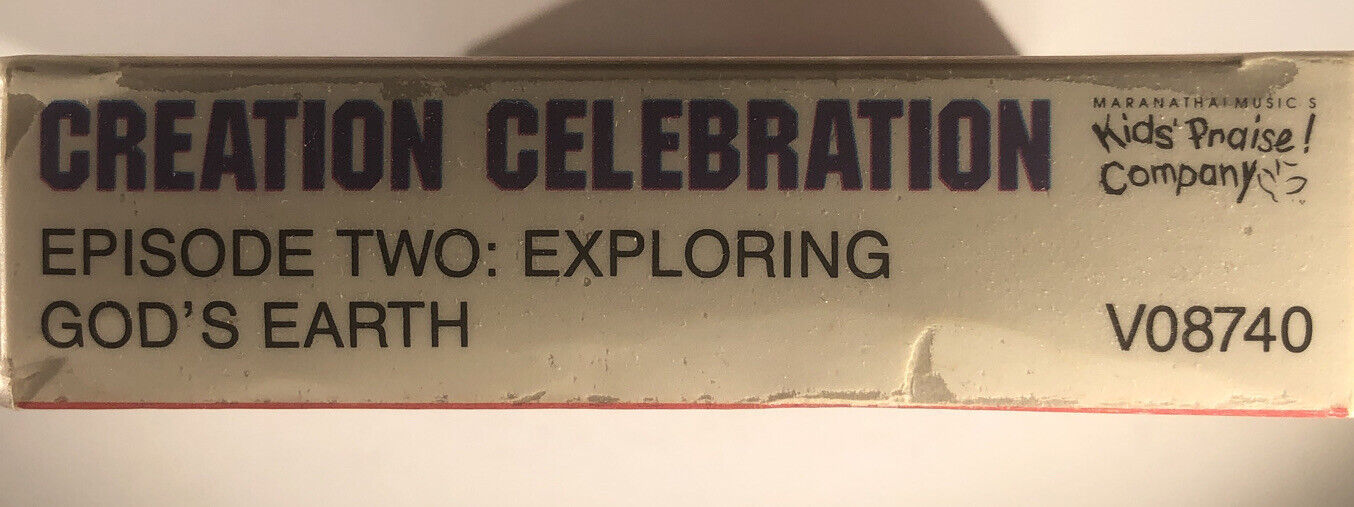 CREATION CELEBRATION
MARANATHA! MUSIC'S
Kids' Praise!
Company
EPISODE TWO: EXPLORING
GOD'S EARTH
V08740